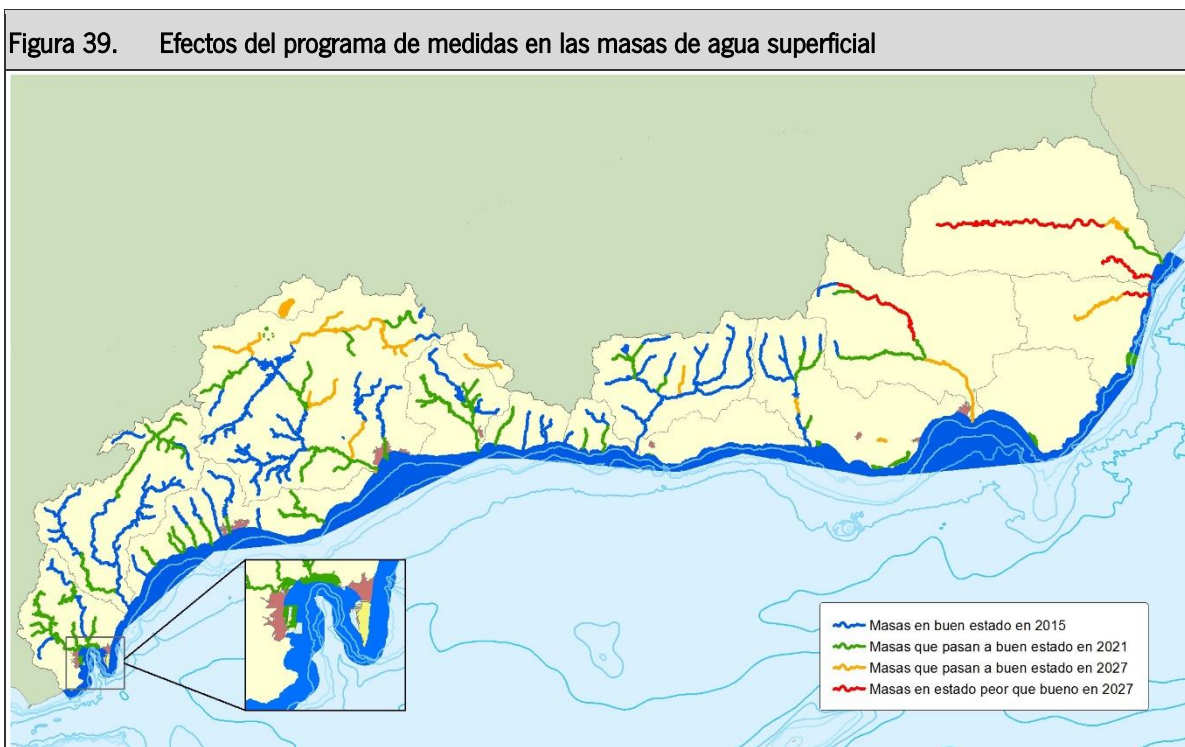 Figura 39. Efectos del programa de medidas en las masas de agua superficial
Masas en buen estado en 2015
Masas que pasan a buen estado en 2021
Masas que pasan a buen estado en 2027
Masas en estado peor que bueno en 2027